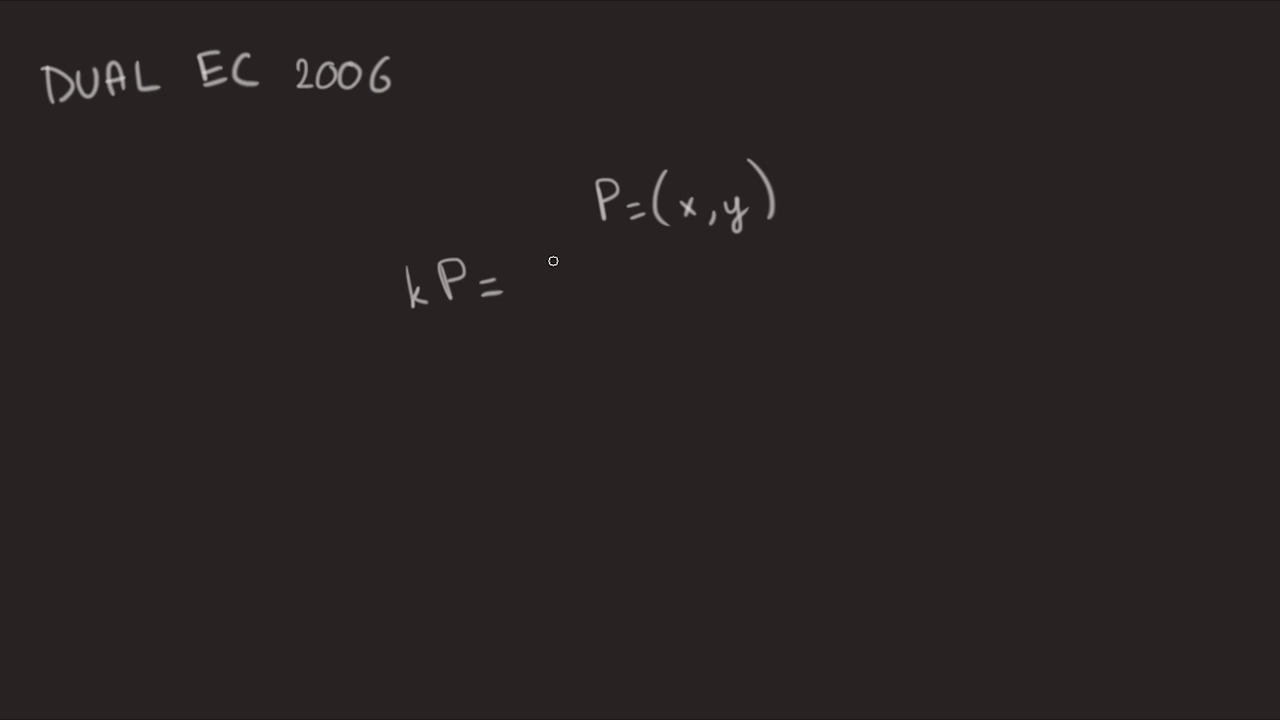 DUAL EC 2006
P=(x,y)
kP=